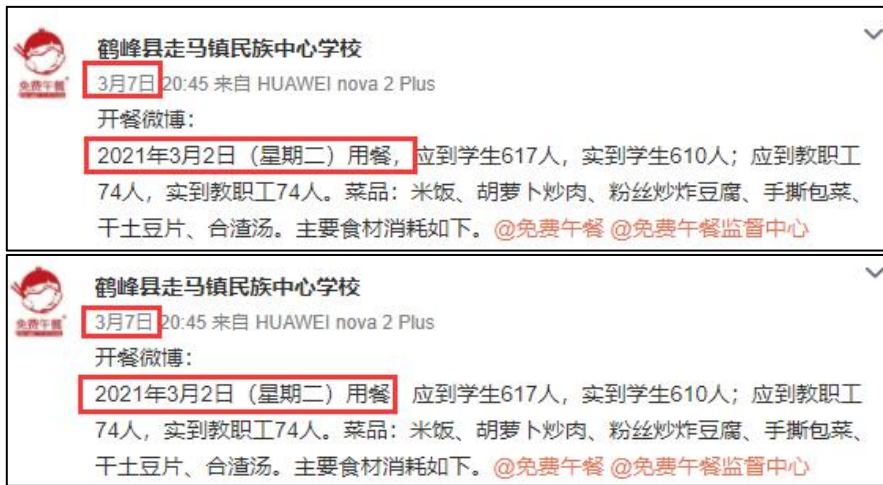 鹤峰县走马镇民族中心学校
3月7日 20:45 来自 HUAWEI nova 2 Plus
开餐微博：
2021年3月2日（星期二）用餐，应到学生617人，实到学生610人；应到教职工
74人，实到教职工74人。菜品：米饭、胡萝卜炒肉、粉丝炒炸豆腐、手撕包菜、
干土豆片、合渣汤。主要食材消耗如下。@免费午餐 @免费午餐监督中心
免费午餐
鹤峰县走马镇民族中心学校
3月7日 20:45 来自 HUAWEI nova 2 Plus
开餐微博：
2021年3月2日（星期二）用餐 应到学生617人，实到学生610人；应到教职工
74人，实到教职工74人。菜品：米饭、胡萝卜炒肉、粉丝炒炸豆腐、手撕包菜、
干土豆片、合渣汤。主要食材消耗如下。@免费午餐 @免费午餐监督中心
免费午餐